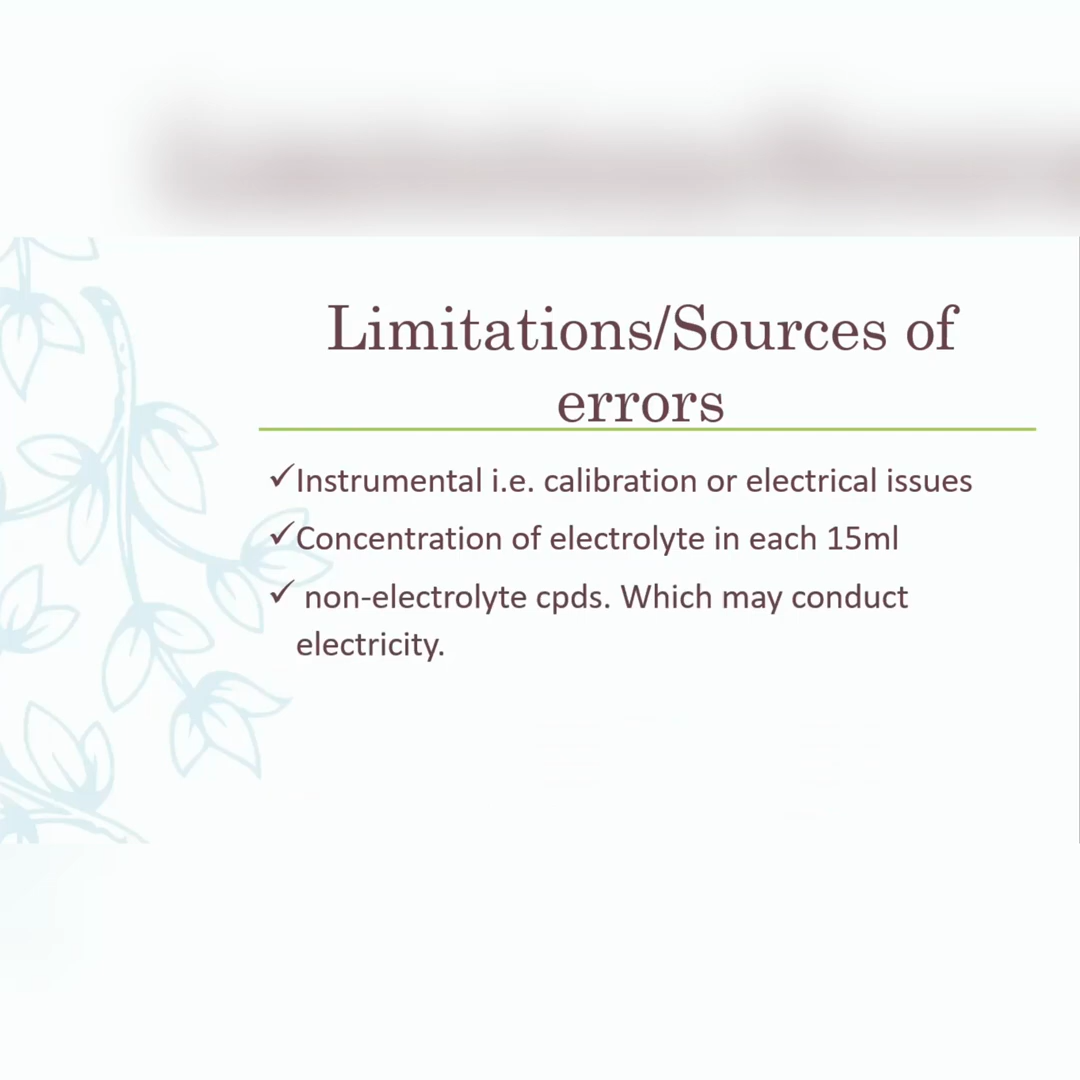 Limitations/Sources of
errors
✓Instrumental i.e. calibration or electrical issues
✓Concentration of electrolyte in each 15ml
✓ non-electrolyte cpds. Which may conduct
electricity.